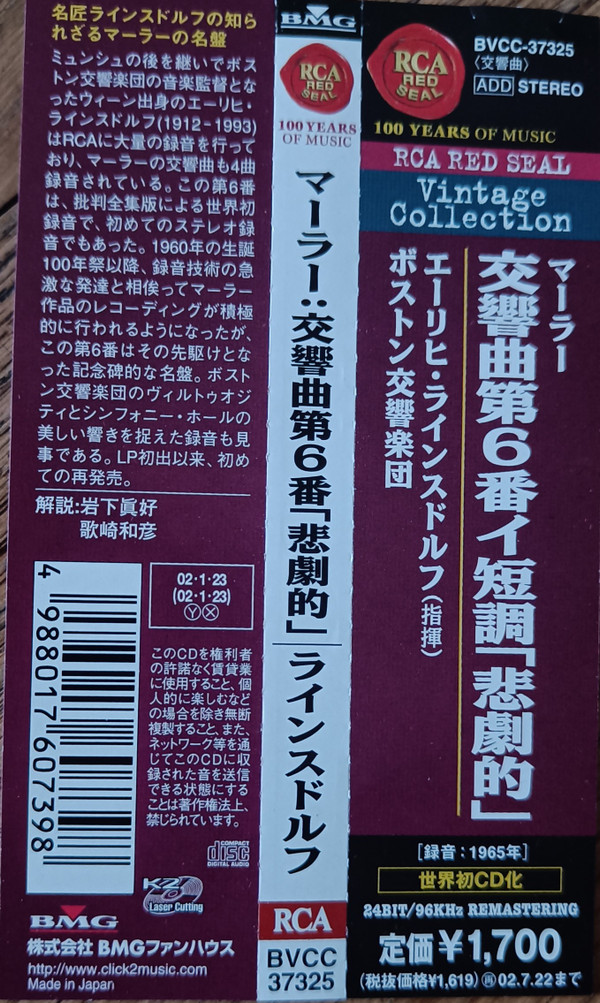 名匠ラインスドルフの知ら
れざるマーラーの名盤
ミュンシュの後を継いでボス
トン交響楽団の音楽監督とな
ったウィーン出身のエーリヒ・
ラインスドルフ(1912-1993)
はRCAに大量の録音を行って
おり、マーラーの交響曲も4曲
録音されている。この第6番
は、批判全集版による世界初
録音で、初めてのステレオ録
音でもあった。1960年の生誕
100年祭以降、録音技術の急
激な発達と相俟ってマーラー
作品のレコーディングが積極
的に行われるようになったが、
この第6番はその先駆けとな
った記念碑的な名盤。ボスト
ン交響楽団のヴィルトゥオジ
ティとシンフォニー・ホールの
美しい響きを捉えた録音も見
事である。LP初出以来、初め
ての再発売。
解説:岩下眞好
歌崎和彦
4 988017 607398
02・1・23
(02・1・23)
Ⓨ Ⓧ
このCDを権利者
の許諾なく賃貸業
に使用すること、個
人的に楽しむなど
の場合を除き無断
複製すること、また、
ネットワーク等を通
じてこのCDに収
録された音を送信
できる状態にする
ことは著作権法上、
禁じられています。
COMPACT
disc
DIGITAL AUDIO
K2
Laser Cutting
BMG
株式会社 BMGファンハウス
http://www.click2music.com
Made in Japan
BMG
RCA
RED
SEAL
100 YEARS
OF MUSIC
マーラー:交響曲第6番「悲劇的」
ラインスドルフ
RCA
BVCC
37325
RCA
RED
SEAL
BVCC-37325
〈交響曲〉
ADD STEREO
100 YEARS OF MUSIC
RCA RED SEAL
Vintage
Collection
マーラー
交響曲第6番イ短調「悲劇的」
エーリヒ・ラインスドルフ(指揮)
ボストン交響楽団
[録音:1965年]
世界初CD化
24BIT/96KHz REMASTERING
定価¥1,700
(税抜価格¥1,619) 再 02.7.22まで